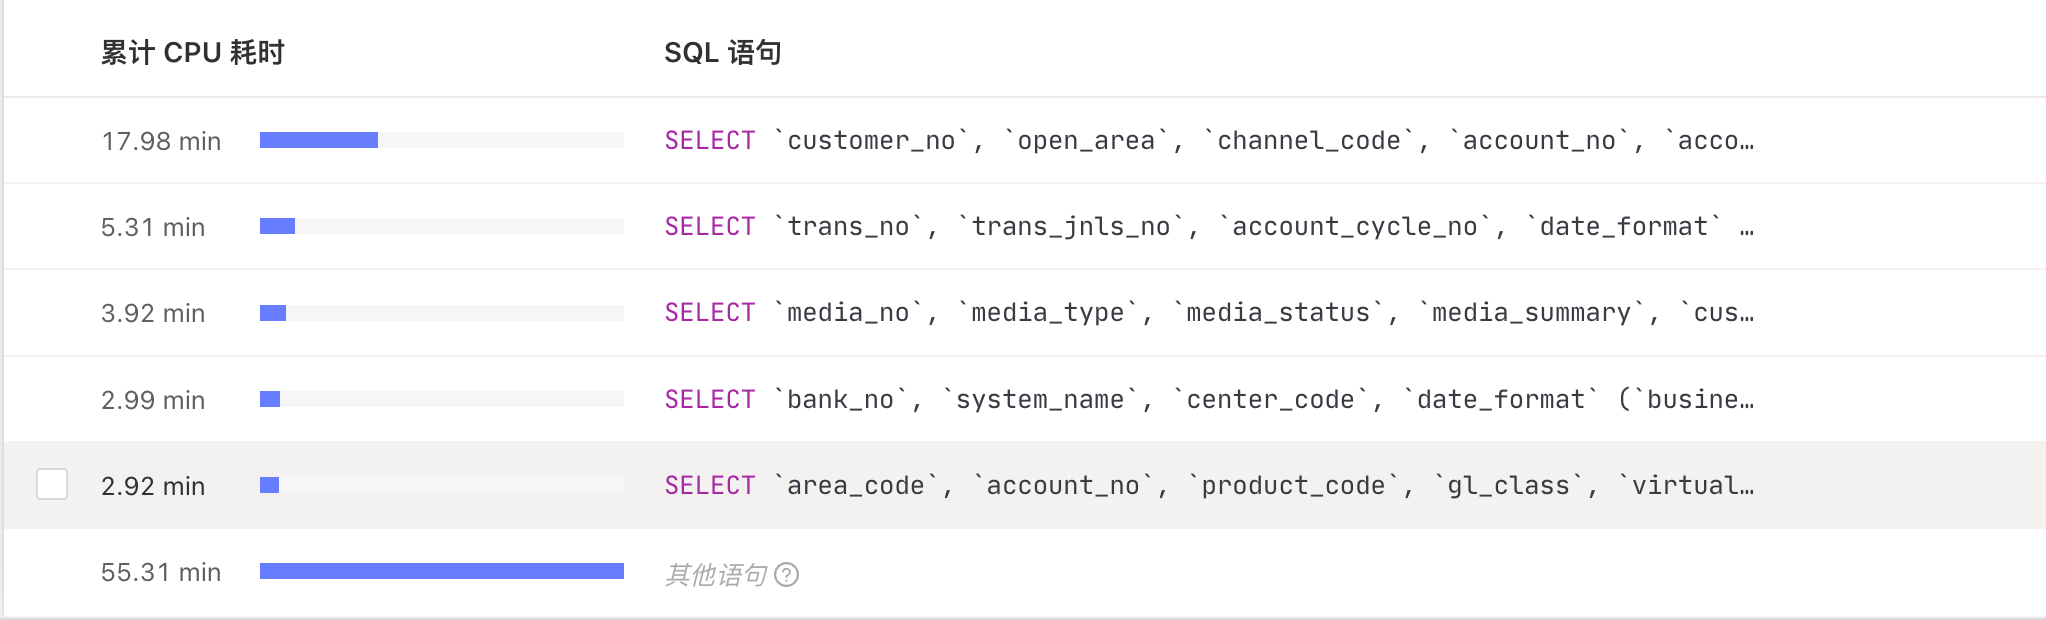 累计 CPU 耗时 SQL 语句
17.98 min SELECT `customer_no`, `open_area`, `channel_code`, `account_no`, `acco…
5.31 min SELECT `trans_no`, `trans_jnls_no`, `account_cycle_no`, `date_format` …
3.92 min SELECT `media_no`, `media_type`, `media_status`, `media_summary`, `cus…
2.99 min SELECT `bank_no`, `system_name`, `center_code`, `date_format` (`busine…
2.92 min SELECT `area_code`, `account_no`, `product_code`, `gl_class`, `virtual…
55.31 min 其他语句 ?